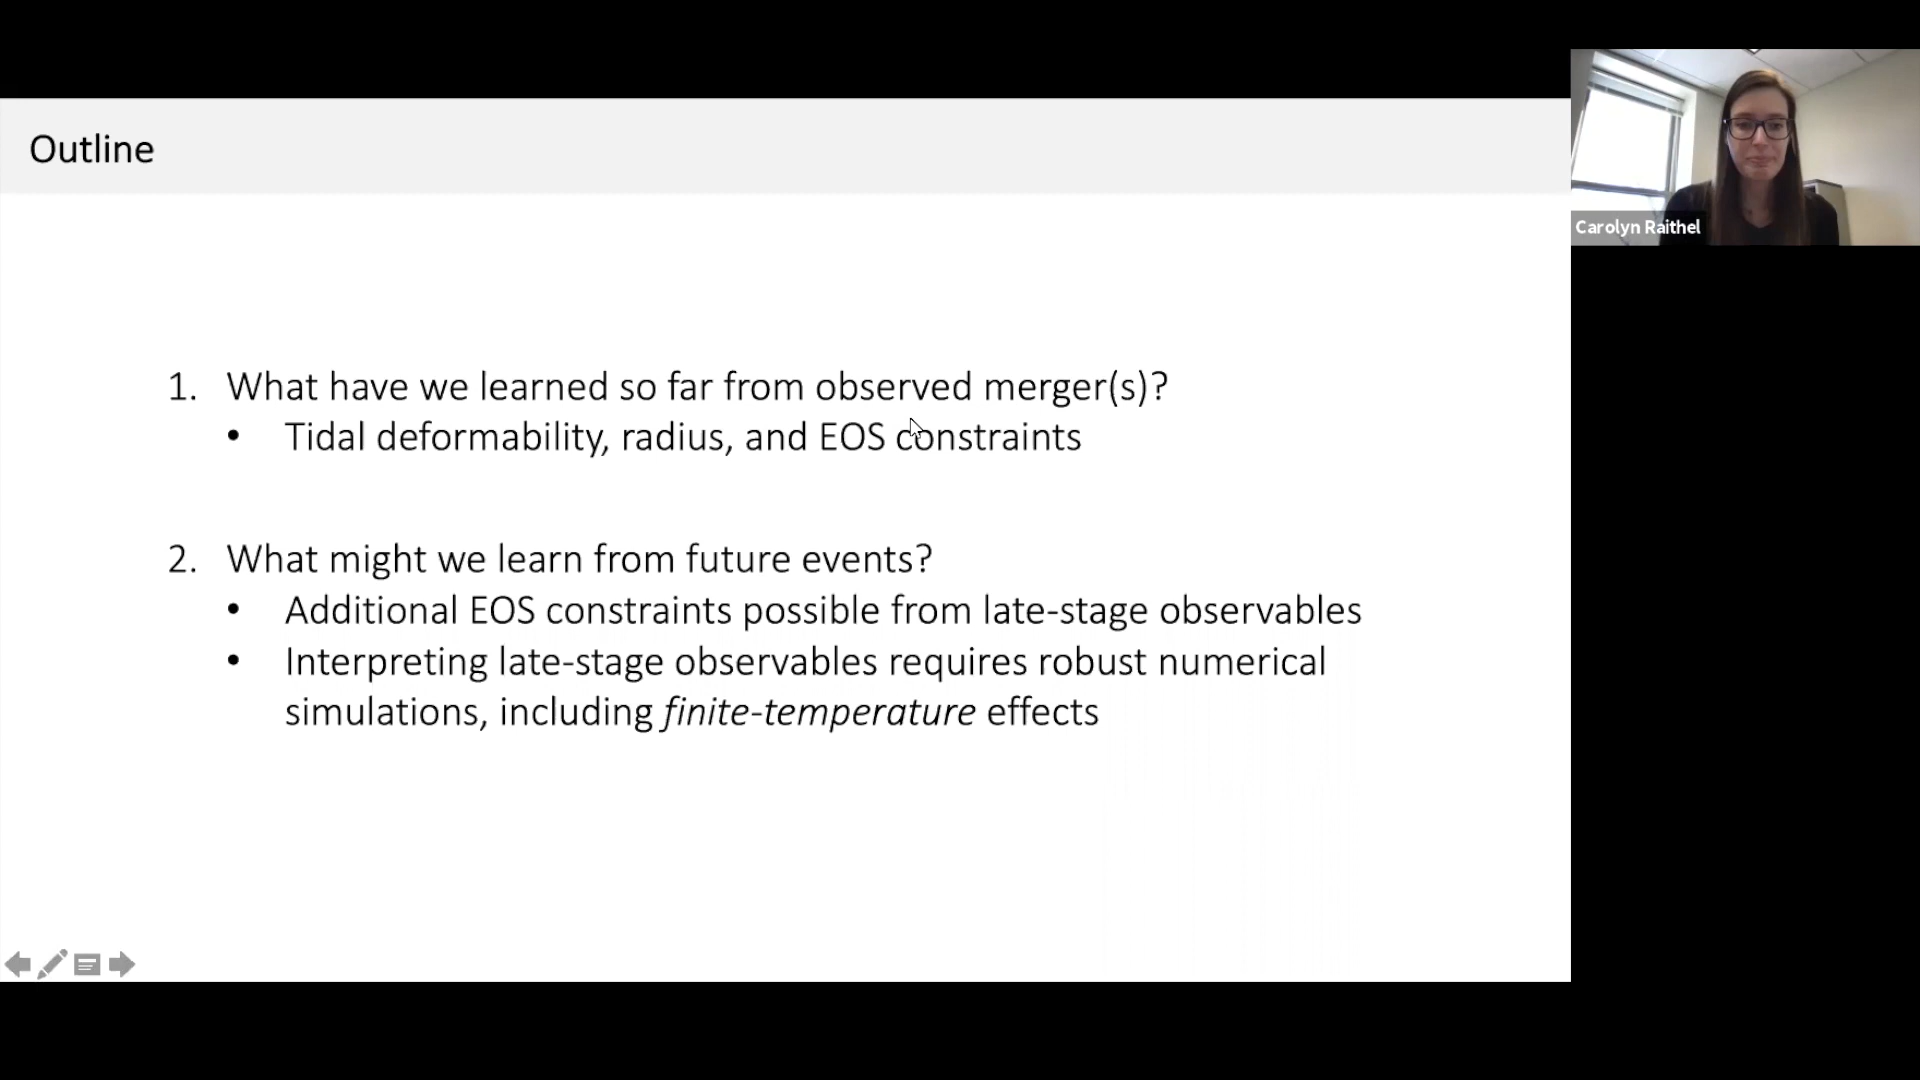 Outline
Carolyn Raithel
1. What have we learned so far from observed merger(s)?
• Tidal deformability, radius, and EOS constraints
2. What might we learn from future events?
• Additional EOS constraints possible from late-stage observables
• Interpreting late-stage observables requires robust numerical
simulations, including finite-temperature effects